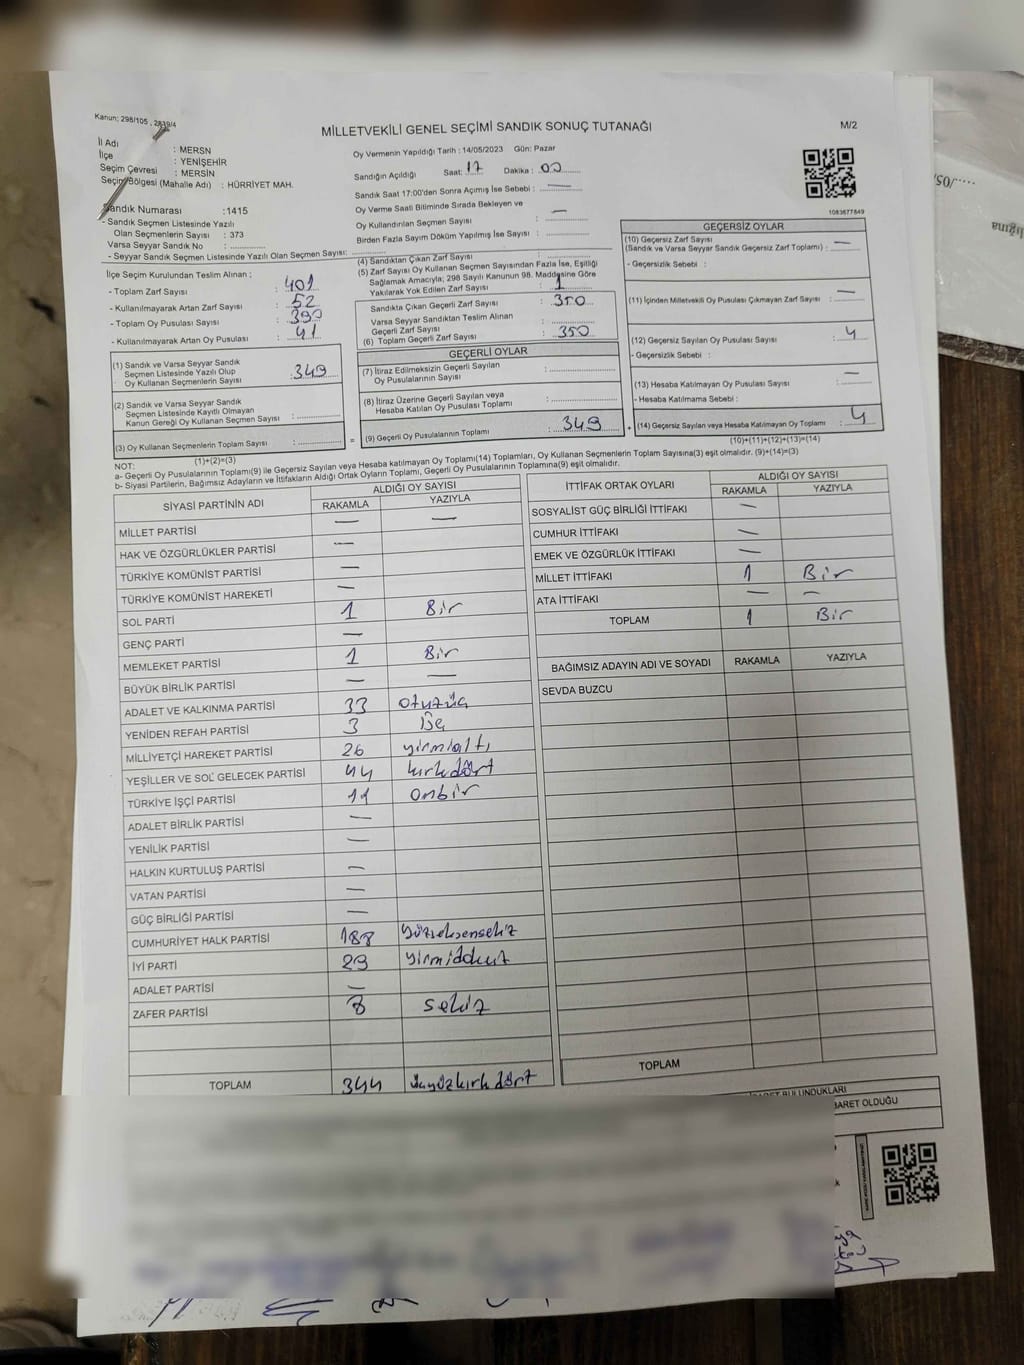 Kanun: 298/105 , 2839/4
MİLLETVEKİLİ GENEL SEÇİMİ SANDIK SONUÇ TUTANAĞI
M/2
İl Adı : MERSN
İlçe : YENİŞEHİR
Seçim Çevresi : MERSİN
Seçim Bölgesi (Mahalle Adı) : HÜRRİYET MAH.
Sandık Numarası :1415
- Sandık Seçmen Listesinde Yazılı
Olan Seçmenlerin Sayısı : 373
Varsa Seyyar Sandık No :
- Seyyar Sandık Seçmen Listesinde Yazılı Olan Seçmen Sayısı:
Oy Vermenin Yapıldığı Tarih : 14/05/2023 Gün: Pazar
Sandığın Açıldığı Saat: 17 Dakika : 00
Sandık Saat 17:00'den Sonra Açımış İse Sebebi : —
Oy Verme Saati Bitiminde Sırada Bekleyen ve
Oy Kullandırılan Seçmen Sayısı : —
Birden Fazla Sayım Döküm Yapılmış İse Sayısı :
1083677849
İlçe Seçim Kurulundan Teslim Alınan :
- Toplam Zarf Sayısı : 401
- Kullanılmayarak Artan Zarf Sayısı : 52
- Toplam Oy Pusulası Sayısı : 390
- Kullanılmayarak Artan Oy Pusulası : 41
(1) Sandık ve Varsa Seyyar Sandık
Seçmen Listesinde Yazılı Olup
Oy Kullanan Seçmenlerin Sayısı : 349
(2) Sandık ve Varsa Seyyar Sandık
Seçmen Listesinde Kayıtlı Olmayan
Kanun Gereği Oy Kullanan Seçmen Sayısı :
(3) Oy Kullanan Seçmenlerin Toplam Sayısı :
(1)+(2)=(3)
(4) Sandıktan Çıkan Zarf Sayısı :
(5) Zarf Sayısı Oy Kullanan Seçmen Sayısından Fazla İse, Eşitliği
Sağlamak Amacıyla; 298 Sayılı Kanunun 98. Maddesine Göre
Yakılarak Yok Edilen Zarf Sayısı : 1
Sandıkta Çıkan Geçerli Zarf Sayısı : 350
Varsa Seyyar Sandıktan Teslim Alınan
Geçerli Zarf Sayısı :
(6) Toplam Geçerli Zarf Sayısı : 350
GEÇERLİ OYLAR
(7) İtiraz Edilmeksizin Geçerli Sayılan
Oy Pusulalarının Sayısı :
(8) İtiraz Üzerine Geçerli Sayılan veya
Hesaba Katılan Oy Pusulası Toplamı :
= (9) Geçerli Oy Pusulalarının Toplamı : 349 +
GEÇERSİZ OYLAR
(10) Geçersiz Zarf Sayısı
(Sandık ve Varsa Seyyar Sandık Geçersiz Zarf Toplamı) : —
- Geçersizlik Sebebi :
(11) İçinden Milletvekili Oy Pusulası Çıkmayan Zarf Sayısı : —
(12) Geçersiz Sayılan Oy Pusulası Sayısı : 4
- Geçersizlik Sebebi :
(13) Hesaba Katılmayan Oy Pusulası Sayısı : —
- Hesaba Katılmama Sebebi :
(14) Geçersiz Sayılan veya Hesaba Katılmayan Oy Toplamı : 4
(10)+(11)+(12)+(13)=(14)
NOT:
a- Geçerli Oy Pusulasının Toplamı(9) ile Geçersiz Sayılan veya Hesaba katılmayan Oy Toplamı(14) Toplamları, Oy Kullanan Seçmenlerin Toplam Sayısına(3) eşit olmalıdır. (9)+(14)=(3)
b- Siyasi Partilerin, Bağımsız Adayların ve İttifakların Aldığı Ortak Oyların Toplamı, Geçerli Oy Pusulalarının Toplamına(9) eşit olmalıdır.
SİYASİ PARTİNİN ADI ALDIĞI OY SAYISI
RAKAMLA YAZIYLA
MİLLET PARTİSİ — —
HAK VE ÖZGÜRLÜKLER PARTİSİ —
TÜRKİYE KOMÜNİST PARTİSİ —
TÜRKİYE KOMÜNİST HAREKETİ —
SOL PARTİ 1 Bir
GENÇ PARTİ —
MEMLEKET PARTİSİ 1 Bir
BÜYÜK BİRLİK PARTİSİ — —
ADALET VE KALKINMA PARTİSİ 33 otuzüç
YENİDEN REFAH PARTİSİ 3 Üç
MİLLİYETÇİ HAREKET PARTİSİ 26 yirmialtı
YEŞİLLER VE SOL GELECEK PARTİSİ 44 kırkdört
TÜRKİYE İŞÇİ PARTİSİ 11 onbir
ADALET BİRLİK PARTİSİ —
YENİLİK PARTİSİ —
HALKIN KURTULUŞ PARTİSİ —
VATAN PARTİSİ —
GÜÇ BİRLİĞİ PARTİSİ —
CUMHURİYET HALK PARTİSİ 188 yüzseksensekiz
İYİ PARTİ 29 yirmidokuz
ADALET PARTİSİ —
ZAFER PARTİSİ 8 sekiz
TOPLAM 344 üçyüzkırkdört
İTTİFAK ORTAK OYLARI ALDIĞI OY SAYISI
RAKAMLA YAZIYLA
SOSYALİST GÜÇ BİRLİĞİ İTTİFAKI —
CUMHUR İTTİFAKI —
EMEK VE ÖZGÜRLÜK İTTİFAKI —
MİLLET İTTİFAKI 1 Bir
ATA İTTİFAKI — —
TOPLAM 1 Bir
BAĞIMSIZ ADAYIN ADI VE SOYADI RAKAMLA YAZIYLA
SEVDA BUZCU
TOPLAM
BULUNDUKLARI
BARET OLDUĞU